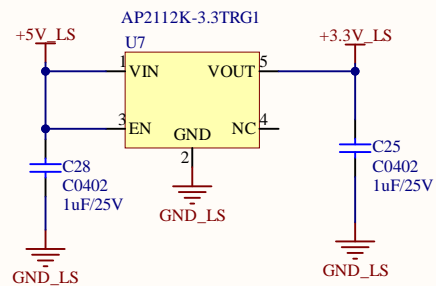 AP2112K-3.3TRG1
+5V_LS
U7
+3.3V_LS
1
VIN
VOUT
5
3
EN
GND
NC
4
2
C28
C0402
1uF/25V
C25
C0402
1uF/25V
GND_LS
GND_LS
GND_LS